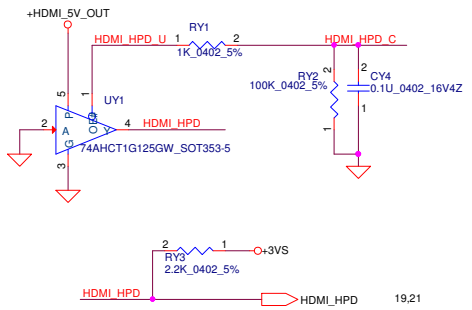 +HDMI_5V_OUT
RY1
HDMI_HPD_U 1 2 HDMI_HPD_C
1K_0402_5%
5 1 2 2
RY2 CY4
100K_0402_5% 0.1U_0402_16V4Z
UY1
P OE
2 A Y 4 HDMI_HPD
G
1 1
74AHCT1G125GW_SOT353-5
3
2 1 +3VS
RY3
2.2K_0402_5%
HDMI_HPD HDMI_HPD 19,21